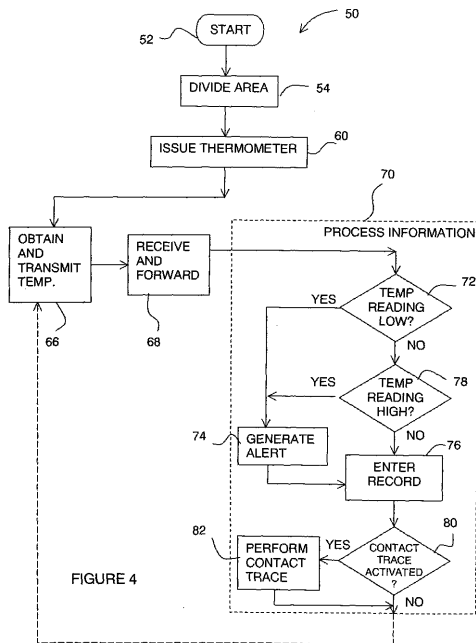 50
52
START
DIVIDE AREA
54
ISSUE THERMOMETER
60
70
PROCESS INFORMATION
OBTAIN
AND
TRANSMIT
TEMP.
66
RECEIVE
AND
FORWARD
68
TEMP
READING
LOW?
72
YES
NO
TEMP
READING
HIGH?
78
YES
NO
74
GENERATE
ALERT
76
ENTER
RECORD
80
CONTACT
TRACE
ACTIVATED
?
YES
NO
82
PERFORM
CONTACT
TRACE
FIGURE 4